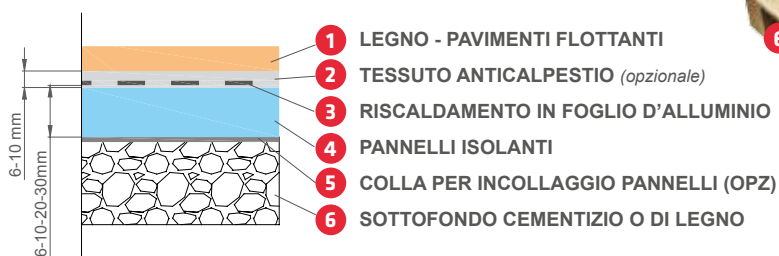 1 LEGNO - PAVIMENTI FLOTTANTI
2 TESSUTO ANTICALPESTIO (opzionale)
3 RISCALDAMENTO IN FOGLIO D'ALLUMINIO
4 PANNELLI ISOLANTI
5 COLLA PER INCOLLAGGIO PANNELLI (OPZ)
6 SOTTOFONDO CEMENTIZIO O DI LEGNO
6-10 mm
6-10-20-30mm